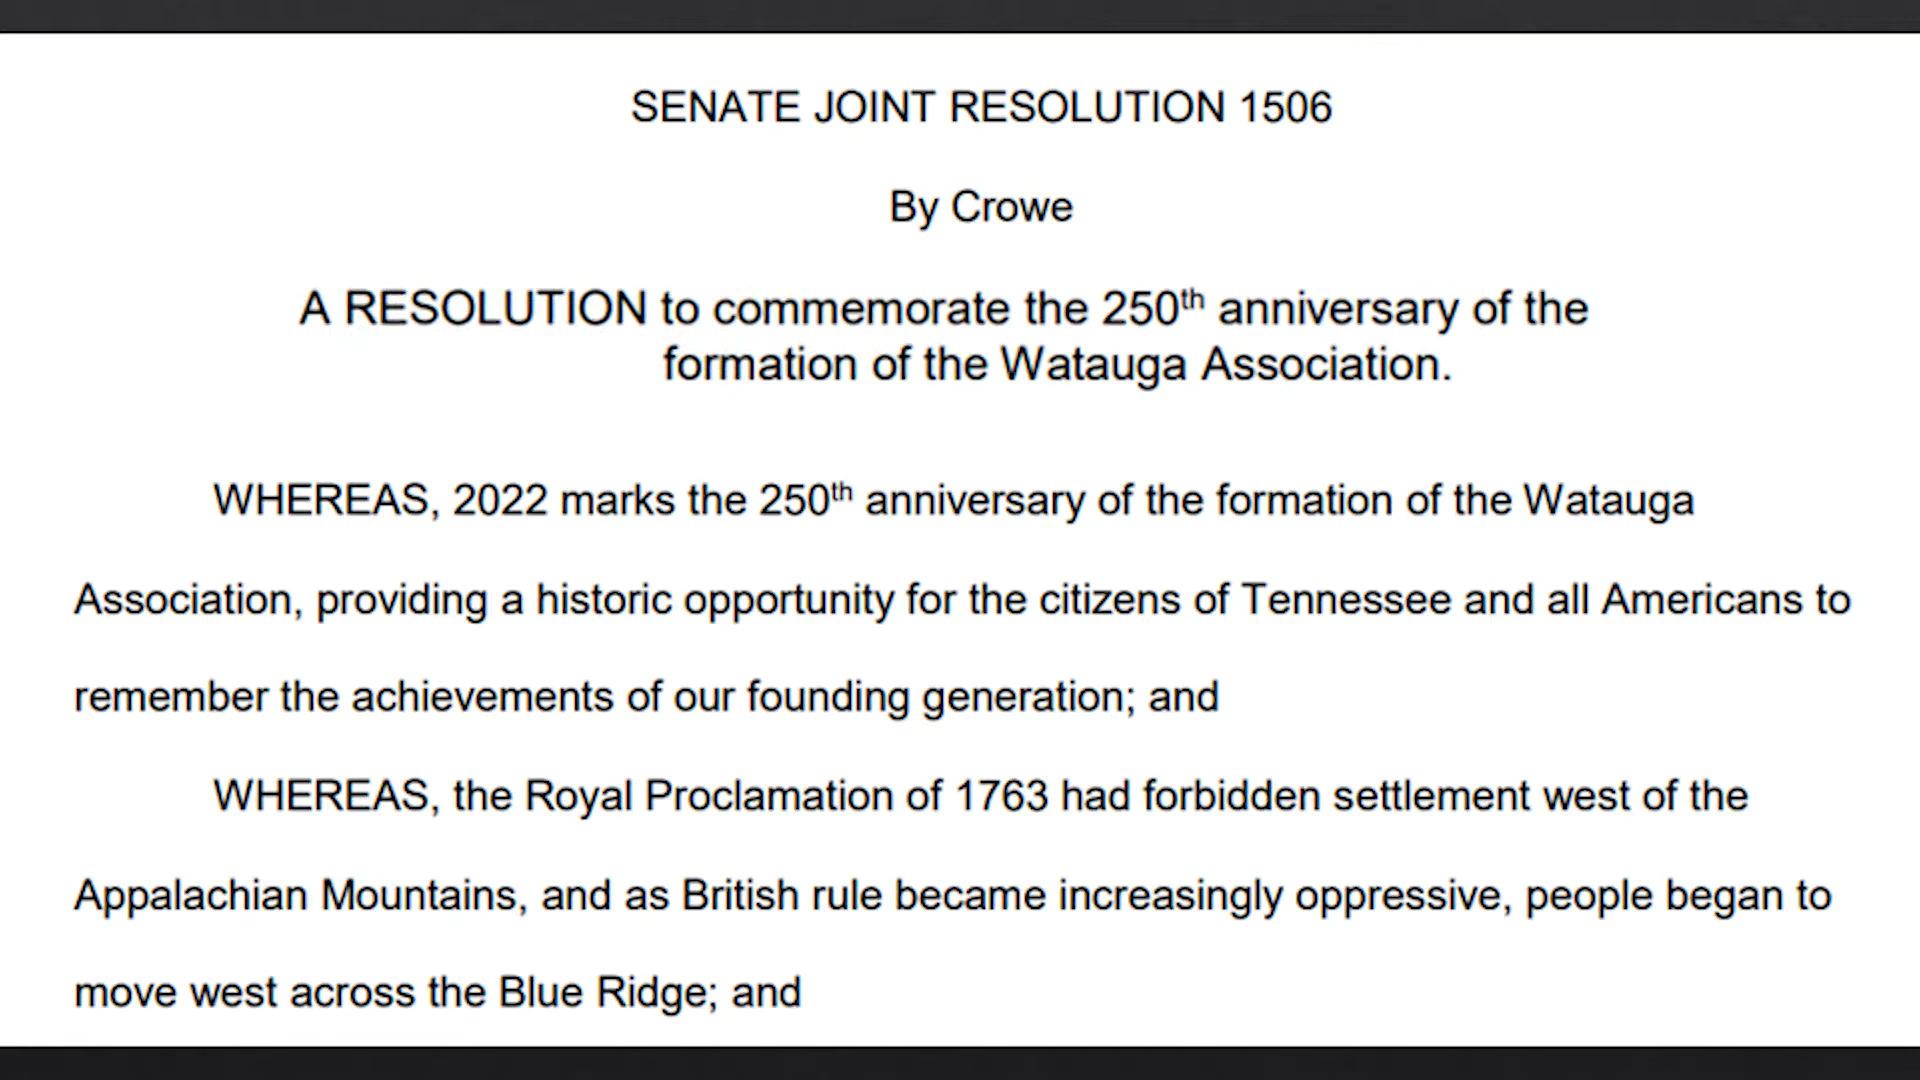 SENATE JOINT RESOLUTION 1506
By Crowe
A RESOLUTION to commemorate the 250th anniversary of the
formation of the Watauga Association.
WHEREAS, 2022 marks the 250th anniversary of the formation of the Watauga
Association, providing a historic opportunity for the citizens of Tennessee and all Americans to
remember the achievements of our founding generation; and
WHEREAS, the Royal Proclamation of 1763 had forbidden settlement west of the
Appalachian Mountains, and as British rule became increasingly oppressive, people began to
move west across the Blue Ridge; and